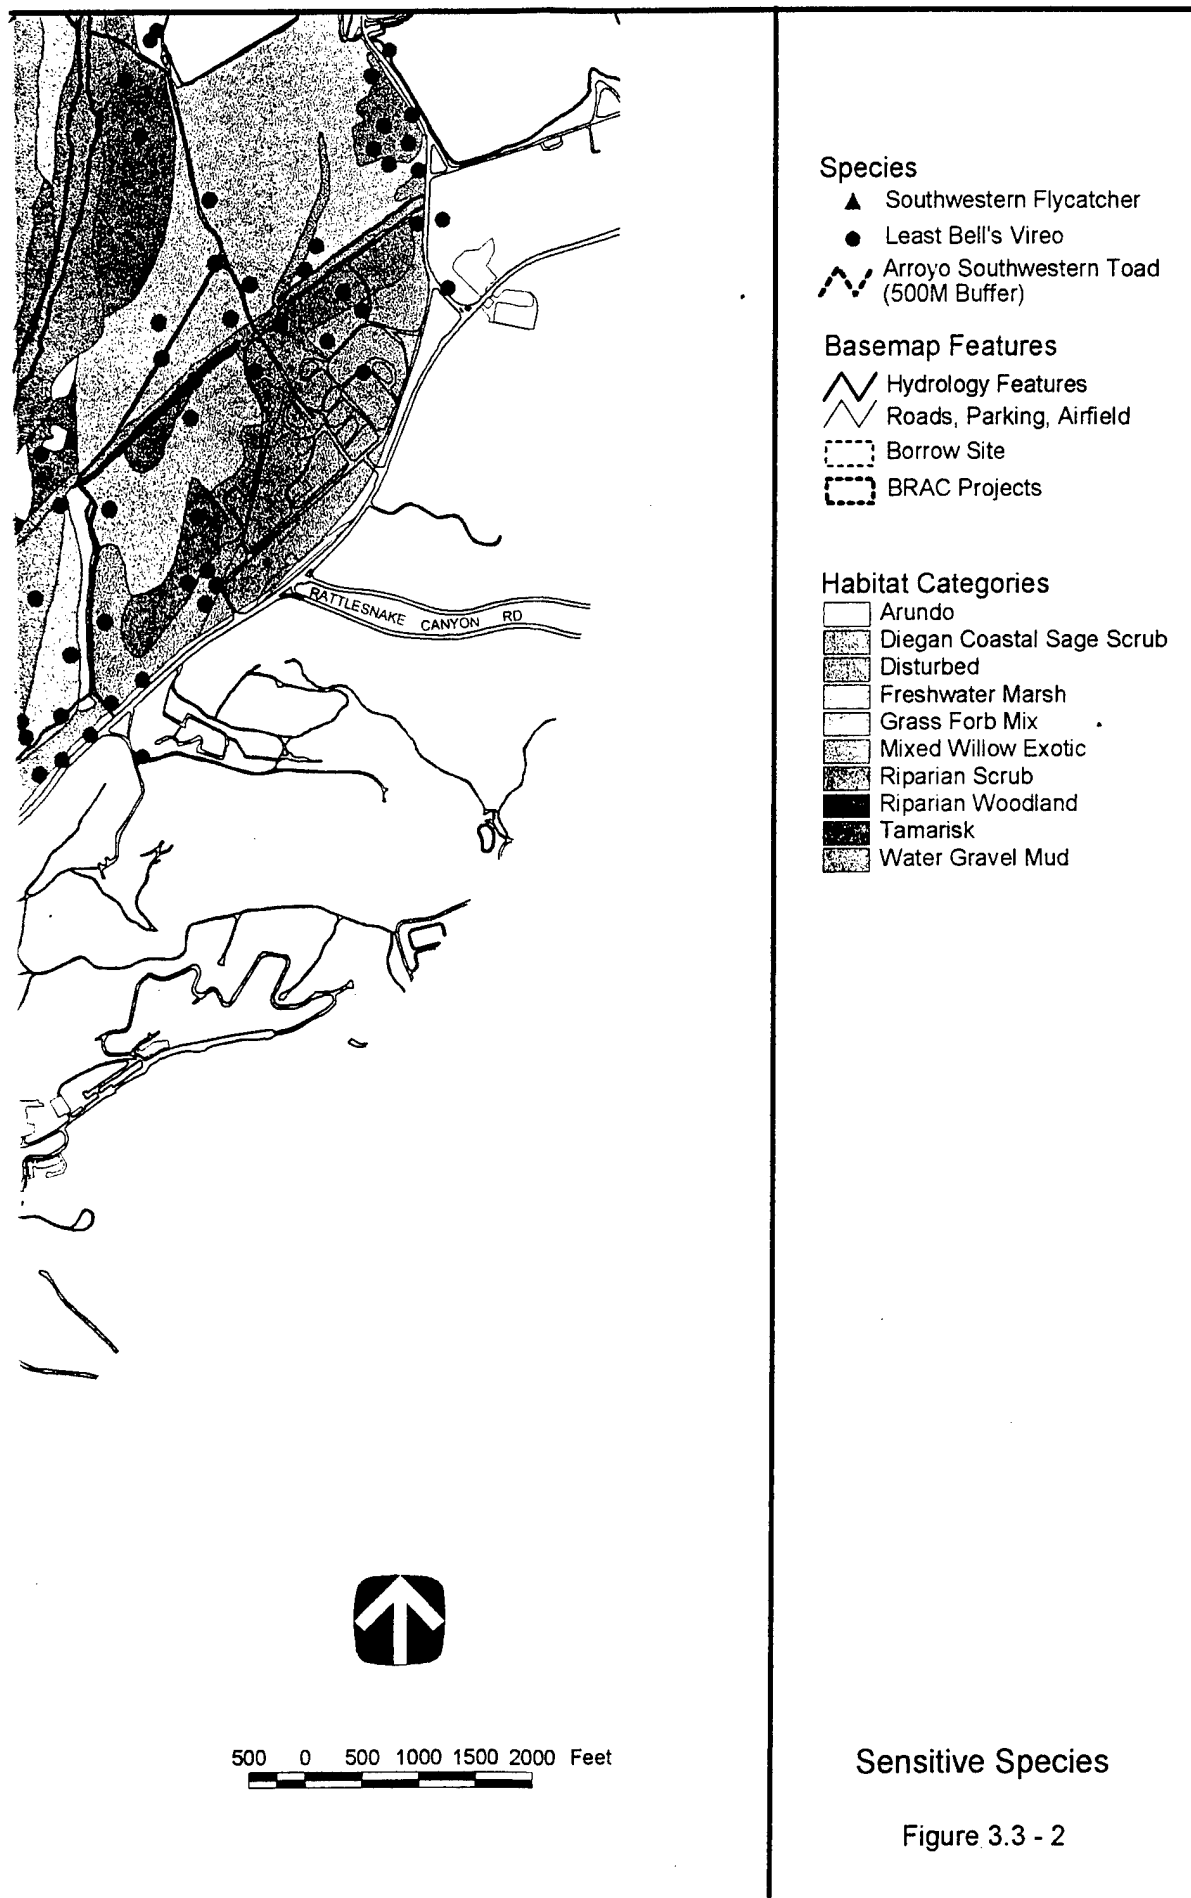 Species
Southwestern Flycatcher
Least Bell's Vireo
Arroyo Southwestern Toad
(500M Buffer)
Basemap Features
Hydrology Features
Roads, Parking, Airfield
Borrow Site
BRAC Projects
Habitat Categories
Arundo
Diegan Coastal Sage Scrub
Disturbed
Freshwater Marsh
Grass Forb Mix
Mixed Willow Exotic
Riparian Scrub
Riparian Woodland
Tamarisk
Water Gravel Mud
RATTLESNAKE CANYON RD
500 0 500 1000 1500 2000 Feet
Sensitive Species
Figure 3.3 - 2